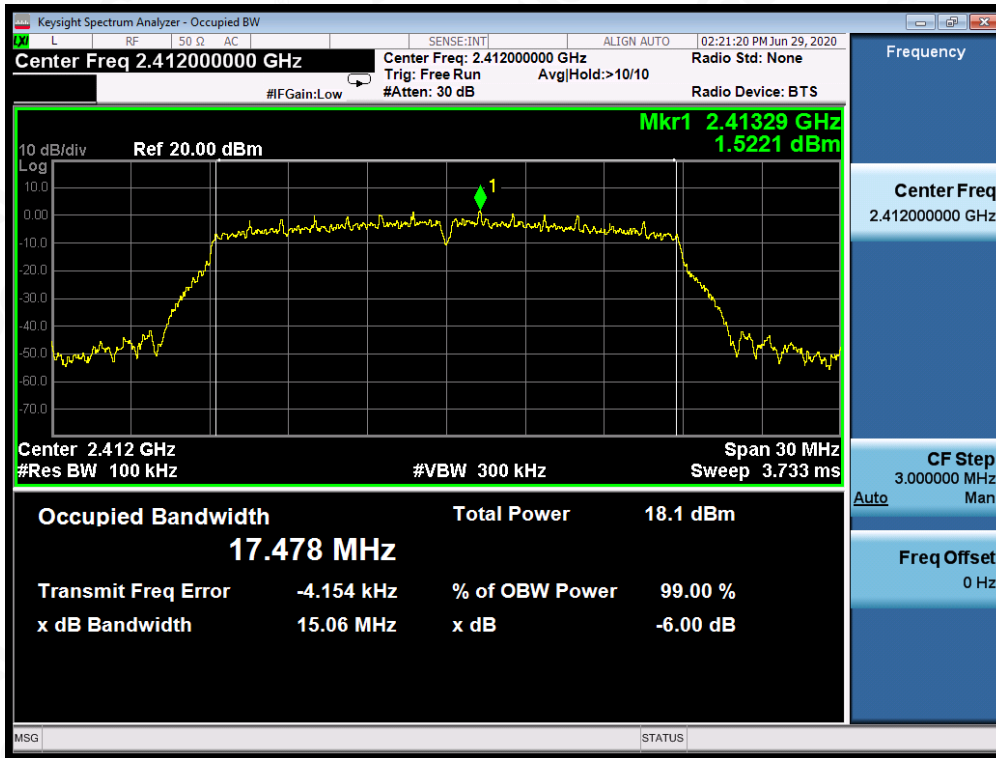 Keysight Spectrum Analyzer - Occupied BW
LXI L RF 50 Ω AC SENSE:INT ALIGN AUTO 02:21:20 PM Jun 29, 2020
Center Freq 2.412000000 GHz
Center Freq: 2.412000000 GHz
Radio Std: None
Trig: Free Run Avg|Hold:>10/10
#IFGain:Low
#Atten: 30 dB
Radio Device: BTS
Mkr1 2.41329 GHz
1.5221 dBm
10 dB/div Ref 20.00 dBm
Log
10.0
1
0.00
-10.0
-20.0
-30.0
-40.0
-50.0
-60.0
-70.0
Center 2.412 GHz Span 30 MHz
#Res BW 100 kHz #VBW 300 kHz Sweep 3.733 ms
Occupied Bandwidth Total Power 18.1 dBm
17.478 MHz
Transmit Freq Error -4.154 kHz % of OBW Power 99.00 %
x dB Bandwidth 15.06 MHz x dB -6.00 dB
Frequency
Center Freq
2.412000000 GHz
CF Step
3.000000 MHz
Auto Man
Freq Offset
0 Hz
MSG STATUS